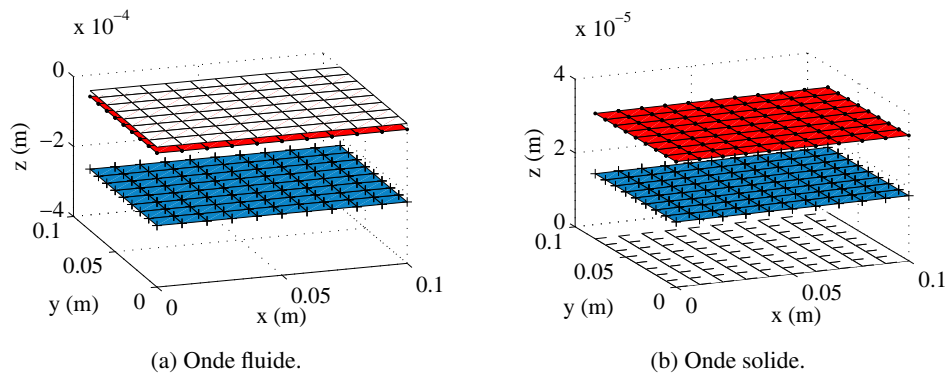 x 10⁻⁴
0
−2
−4
z (m)
0.1
0.05
0
y (m)
0
0.05
0.1
x (m)
(a) Onde fluide.
x 10⁻⁵
4
2
0
z (m)
0.1
0.05
0
y (m)
0
0.05
0.1
x (m)
(b) Onde solide.